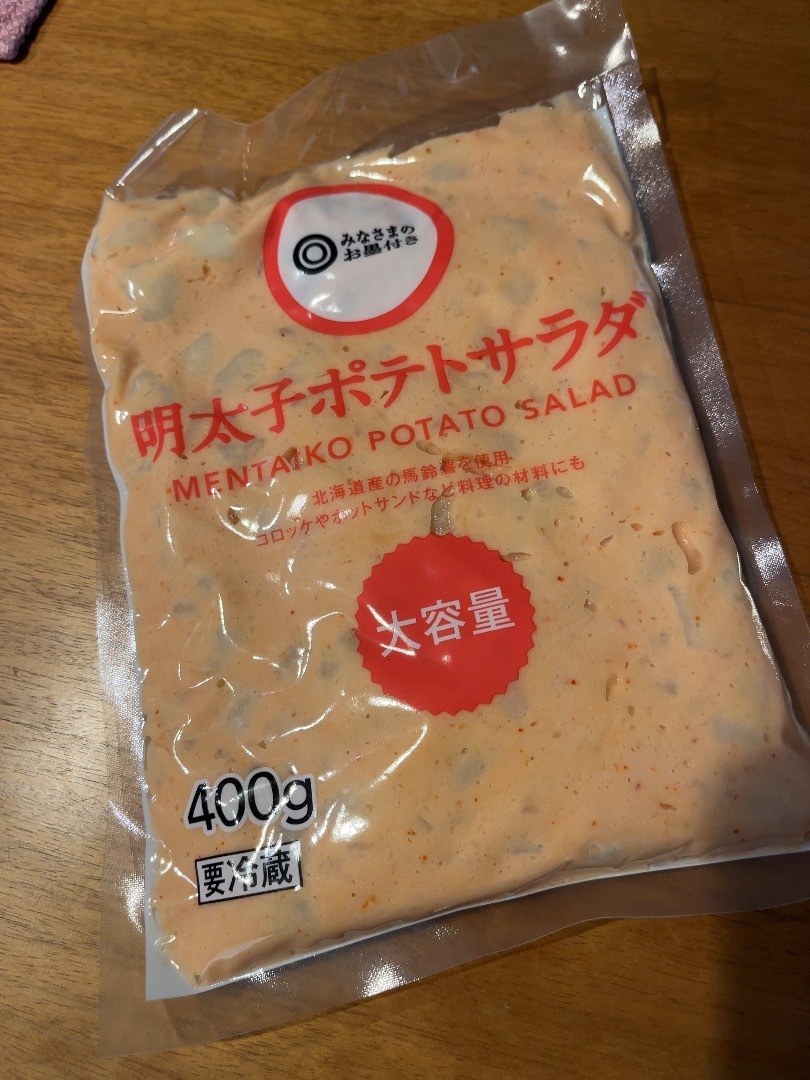 みなさまの
お墨付き
明太子ポテトサラダ
MENTAIKO POTATO SALAD
北海道産の馬鈴薯を使用
コロッケやホットサンドなど料理の材料にも
大容量
400g
要冷蔵